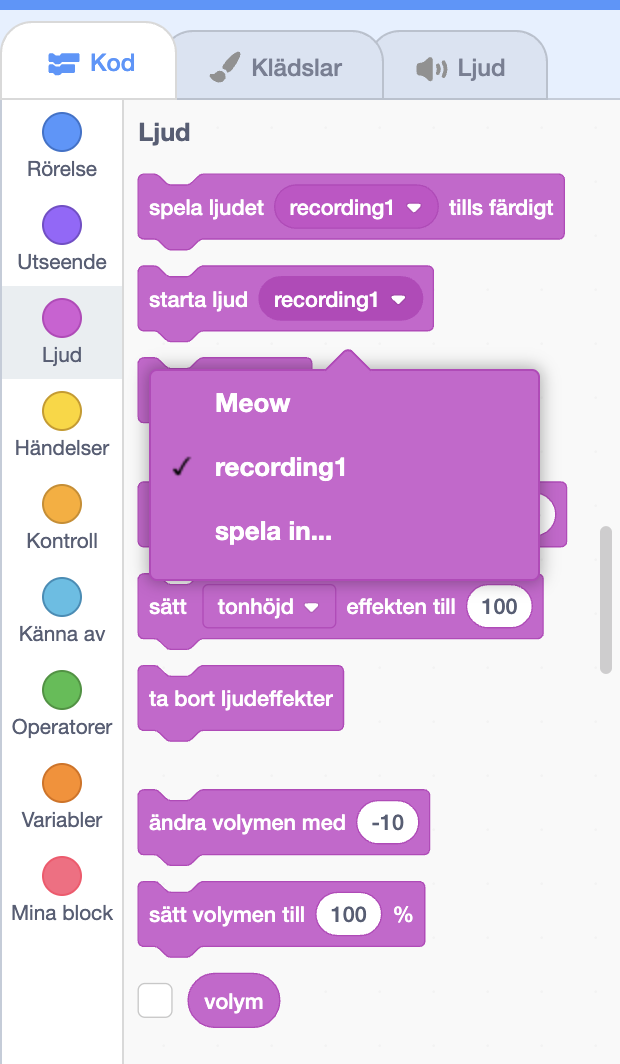 Kod
Klädslar
Ljud
Rörelse
Utseende
Ljud
Händelser
Kontroll
Känna av
Operatorer
Variabler
Mina block
Ljud
spela ljudet recording1 tills färdigt
starta ljud recording1
Meow
✓ recording1
spela in...
sätt tonhöjd effekten till 100
ta bort ljudeffekter
ändra volymen med -10
sätt volymen till 100 %
volym